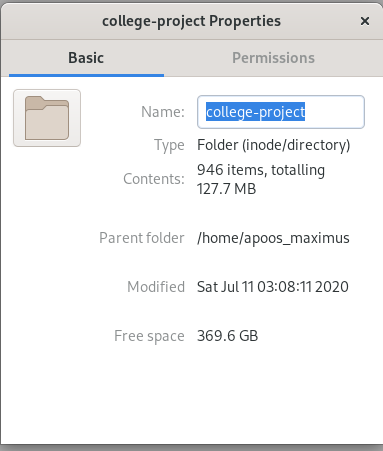 college-project Properties
Basic
Permissions
Name: college-project
Type Folder (inode/directory)
Contents: 946 items, totalling
127.7 MB
Parent folder /home/apoos_maximus
Modified Sat Jul 11 03:08:11 2020
Free space 369.6 GB